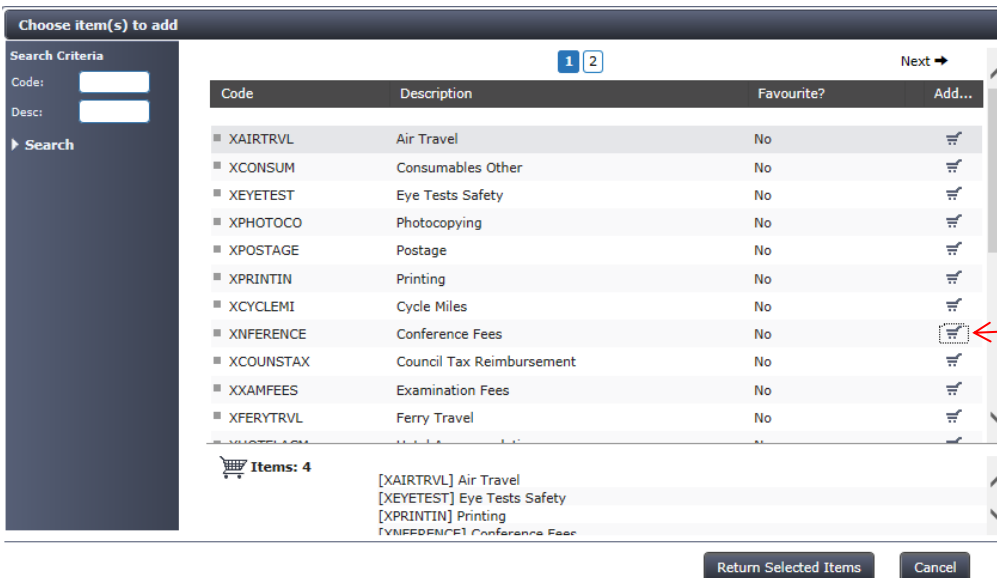 Choose item(s) to add
Search Criteria
Code:
Desc:
Search
1 2
Next
Code Description Favourite? Add...
XAIRTRVL Air Travel No
XCONSUM Consumables Other No
XEYETEST Eye Tests Safety No
XPHOTOCO Photocopying No
XPOSTAGE Postage No
XPRINTIN Printing No
XCYCLEMI Cycle Miles No
XNFERENCE Conference Fees No
XCOUNSTAX Council Tax Reimbursement No
XXAMFEES Examination Fees No
XFERYTRVL Ferry Travel No
Items: 4
[XAIRTRVL] Air Travel
[XEYETEST] Eye Tests Safety
[XPRINTIN] Printing
[XNFERENCE] Conference Fees
Return Selected Items Cancel